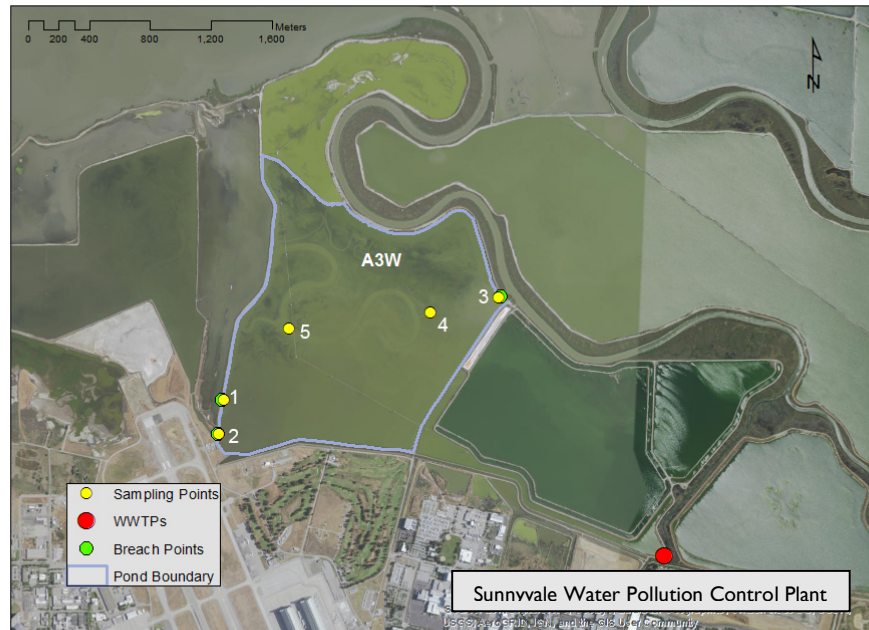 Meters
0 200 400 800 1,200 1,600
N
A3W
3
4
5
1
2
Sampling Points
WWTPs
Breach Points
Pond Boundary
Sunnvvale Water Pollution Control Plant
USGS, AeroGRID, IGN, and the GIS User Community